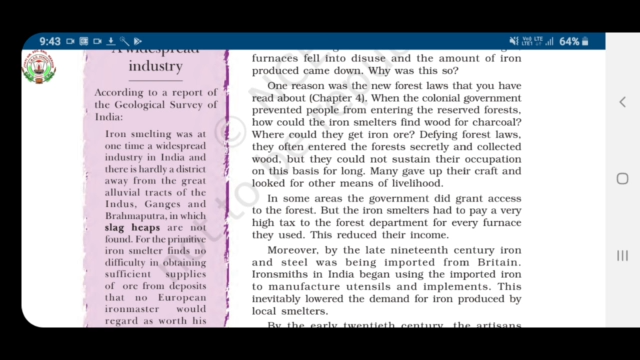 9:43
Vo) LTE
LTE1
64%
A widespread
industry
According to a report of
the Geological Survey of
India:
Iron smelting was at
one time a widespread
industry in India and
there is hardly a district
away from the great
alluvial tracts of the
Indus, Ganges and
Brahmaputra, in which
slag heaps are not
found. For the primitive
iron smelter finds no
difficulty in obtaining
sufficient supplies
of ore from deposits
that no European
ironmaster would
regard as worth his
furnaces fell into disuse and the amount of iron
produced came down. Why was this so?
One reason was the new forest laws that you have
read about (Chapter 4). When the colonial government
prevented people from entering the reserved forests,
how could the iron smelters find wood for charcoal?
Where could they get iron ore? Defying forest laws,
they often entered the forests secretly and collected
wood, but they could not sustain their occupation
on this basis for long. Many gave up their craft and
looked for other means of livelihood.
In some areas the government did grant access
to the forest. But the iron smelters had to pay a very
high tax to the forest department for every furnace
they used. This reduced their income.
Moreover, by the late nineteenth century iron
and steel was being imported from Britain.
Ironsmiths in India began using the imported iron
to manufacture utensils and implements. This
inevitably lowered the demand for iron produced by
local smelters.
By the early twentieth century, the artisans